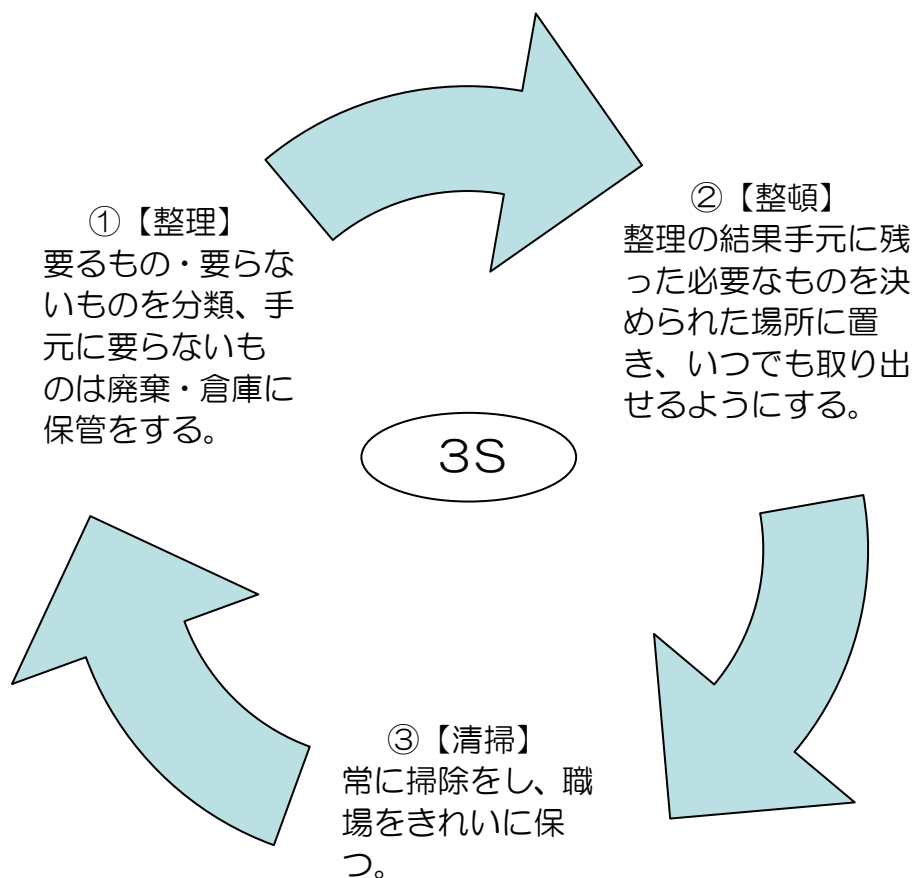 ①【整理】
要るもの・要らな
いものを分類、手
元に要らないも
のは廃棄・倉庫に
保管をする。
②【整頓】
整理の結果手元に残
った必要なものを決
められた場所に置
き、いつでも取り出
せるようにする。
3S
③【清掃】
常に掃除をし、職
場をきれいに保
つ。